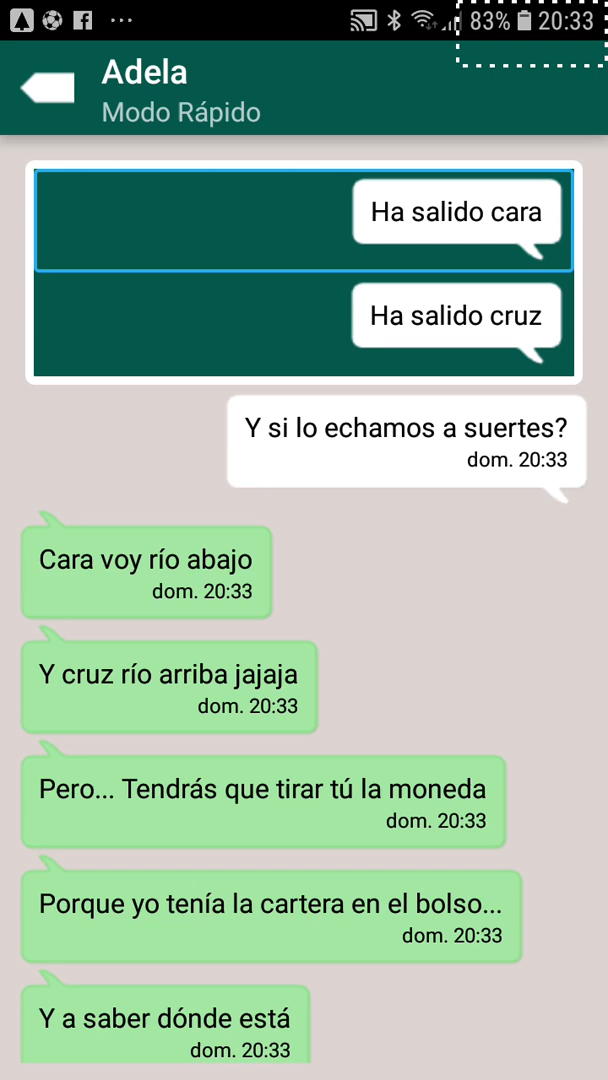 83% 20:33
Adela
Modo Rápido
Ha salido cara
Ha salido cruz
Y si lo echamos a suertes?
dom. 20:33
Cara voy río abajo
dom. 20:33
Y cruz río arriba jajaja
dom. 20:33
Pero... Tendrás que tirar tú la moneda
dom. 20:33
Porque yo tenía la cartera en el bolso...
dom. 20:33
Y a saber dónde está
dom. 20:33